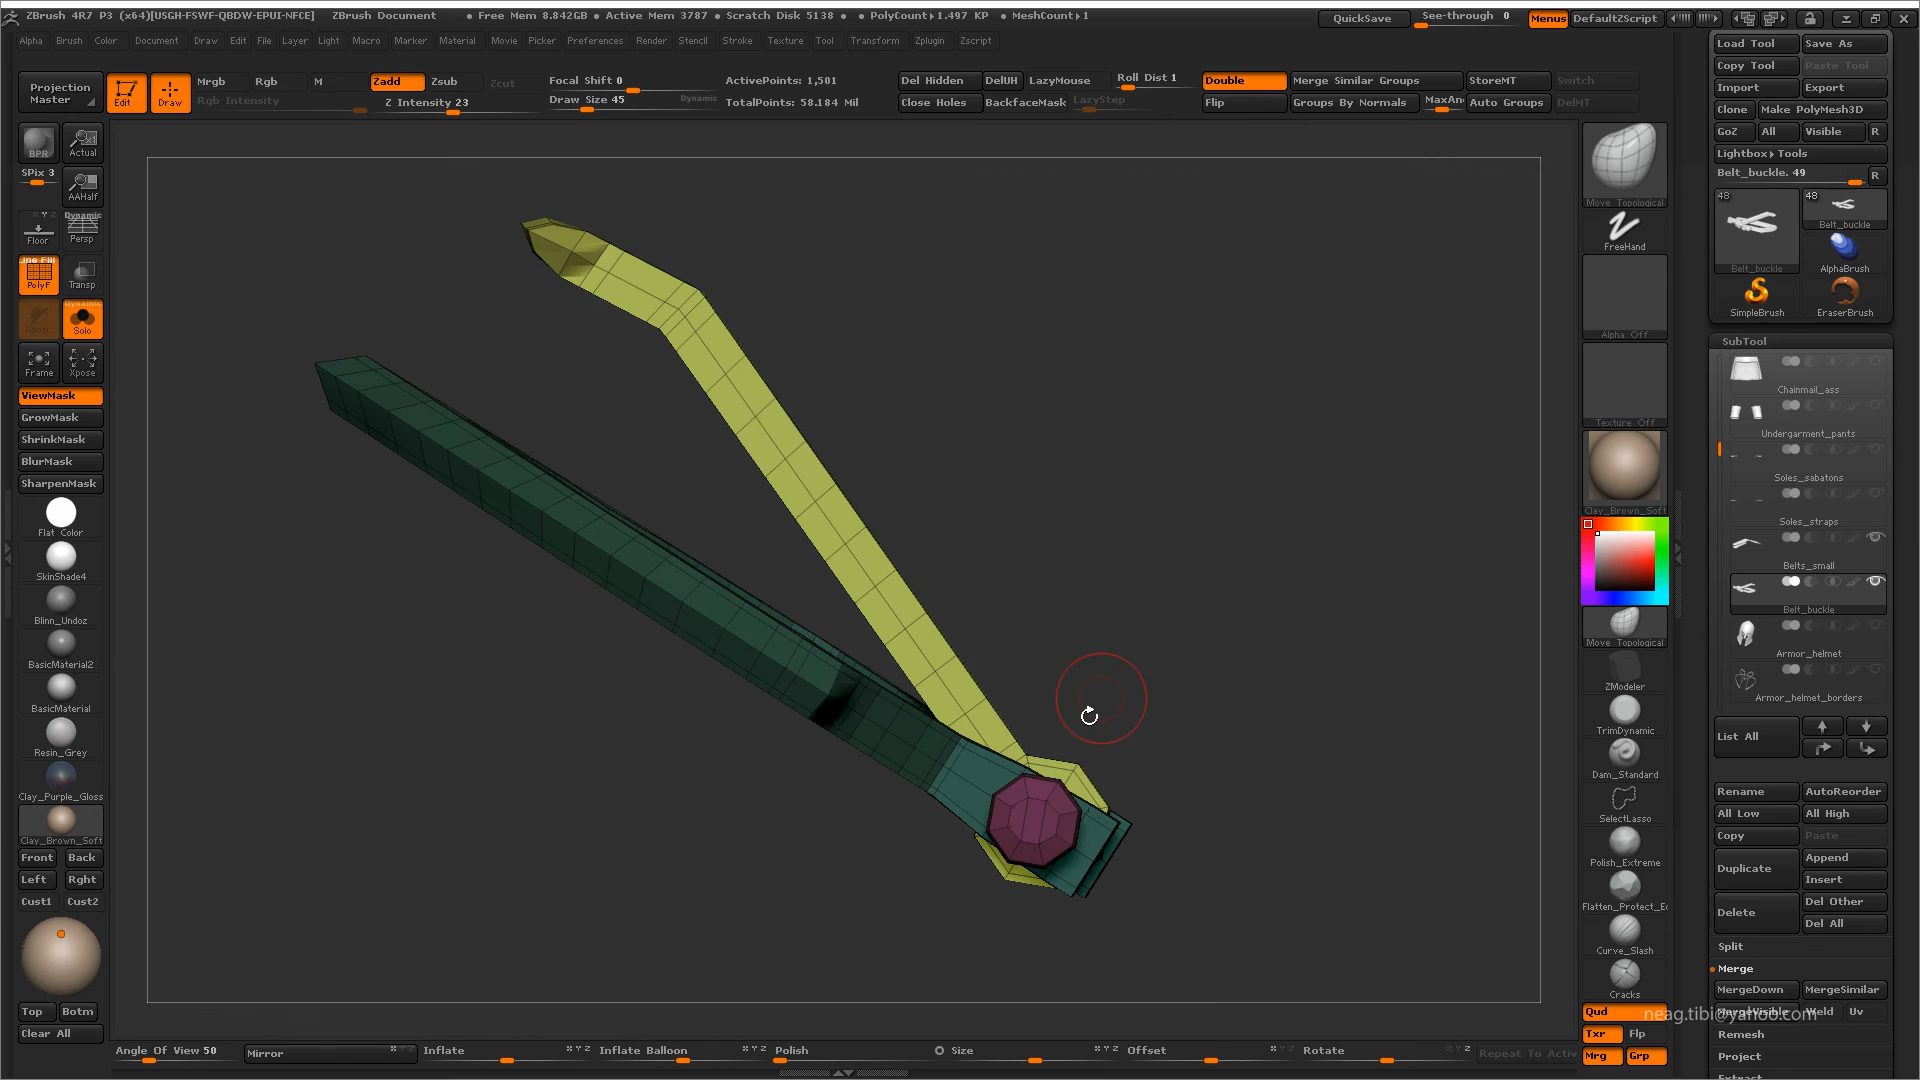 ZBrush 4R7 P3 (x64)[USGH-FSWF-QBDW-EPUI-NFCE] ZBrush Document • Free Mem 8.842GB • Active Mem 3787 • Scratch Disk 5138 • • PolyCount▸1.497 KP • MeshCount▸1 QuickSave See-through 0 Menus DefaultZScript
Alpha Brush Color Document Draw Edit File Layer Light Macro Marker Material Movie Picker Preferences Render Stencil Stroke Texture Tool Transform Zplugin Zscript
Projection Master
Edit
Draw
Mrgb Rgb M Zadd Zsub Zcut
Rgb Intensity Z Intensity 23
Focal Shift 0
Draw Size 45 Dynamic
ActivePoints: 1,501
TotalPoints: 58.184 Mil
Del Hidden DelUH LazyMouse Roll Dist 1
Close Holes BackfaceMask LazyStep
Double Merge Similar Groups StoreMT Switch
Flip Groups By Normals MaxAn Auto Groups DelMT
BPR Actual
SPix 3 AAHalf
Floor
Dynamic
Persp
Line Fill
PolyF
Transp
Ghost
Dynamic
Solo
Frame Xpose
ViewMask
GrowMask
ShrinkMask
BlurMask
SharpenMask
Flat Color
SkinShade4
Blinn_Undoz
BasicMaterial2
BasicMaterial
Resin_Grey
Clay_Purple_Gloss
Clay_Brown_Soft
Front Back
Left Rght
Cust1 Cust2
Top Botm
Clear All
Angle Of View 50 Mirror Inflate Inflate Balloon Polish Size Offset Rotate Repeat To Activ
Move Topological
FreeHand
Alpha Off
Texture Off
Clay_Brown_Soft
Move Topological
ZModeler
TrimDynamic
Dam_Standard
SelectLasso
Polish_Extreme
Flatten_Protect_Ed
Curve_Slash
Cracks
Qud
Txr Flp
Mrg Grp
Load Tool Save As
Copy Tool Paste Tool
Import Export
Clone Make PolyMesh3D
GoZ All Visible R
Lightbox▸Tools
Belt_buckle. 49 R
48
Belt_buckle
48
Belt_buckle
AlphaBrush
SimpleBrush EraserBrush
SubTool
Chainmail_ass
Undergarment_pants
Soles_sabatons
Soles_straps
Belts_small
Belt_buckle
Armor_helmet
Armor_helmet_borders
List All
Rename AutoReorder
All Low All High
Copy Paste
Duplicate Append
Insert
Delete Del Other
Del All
Split
Merge
MergeDown MergeSimilar
MergeVisible Weld Uv
neag.tibi@yahoo.com
Remesh
Project
Extract